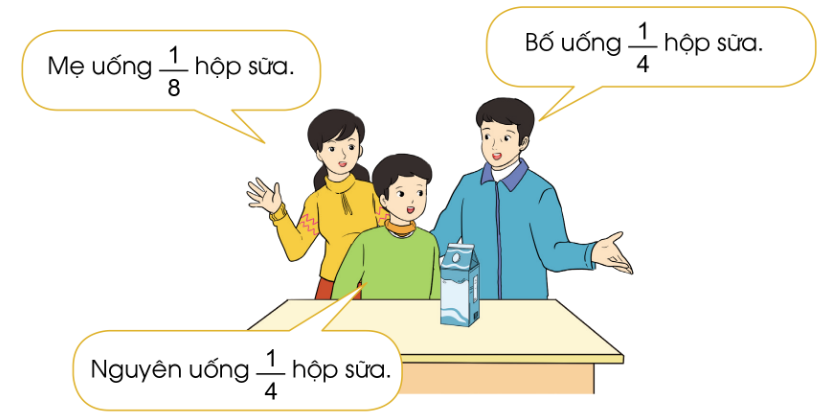 Mẹ uống 1/8 hộp sữa.
Bố uống 1/4 hộp sữa.
Nguyên uống 1/4 hộp sữa.